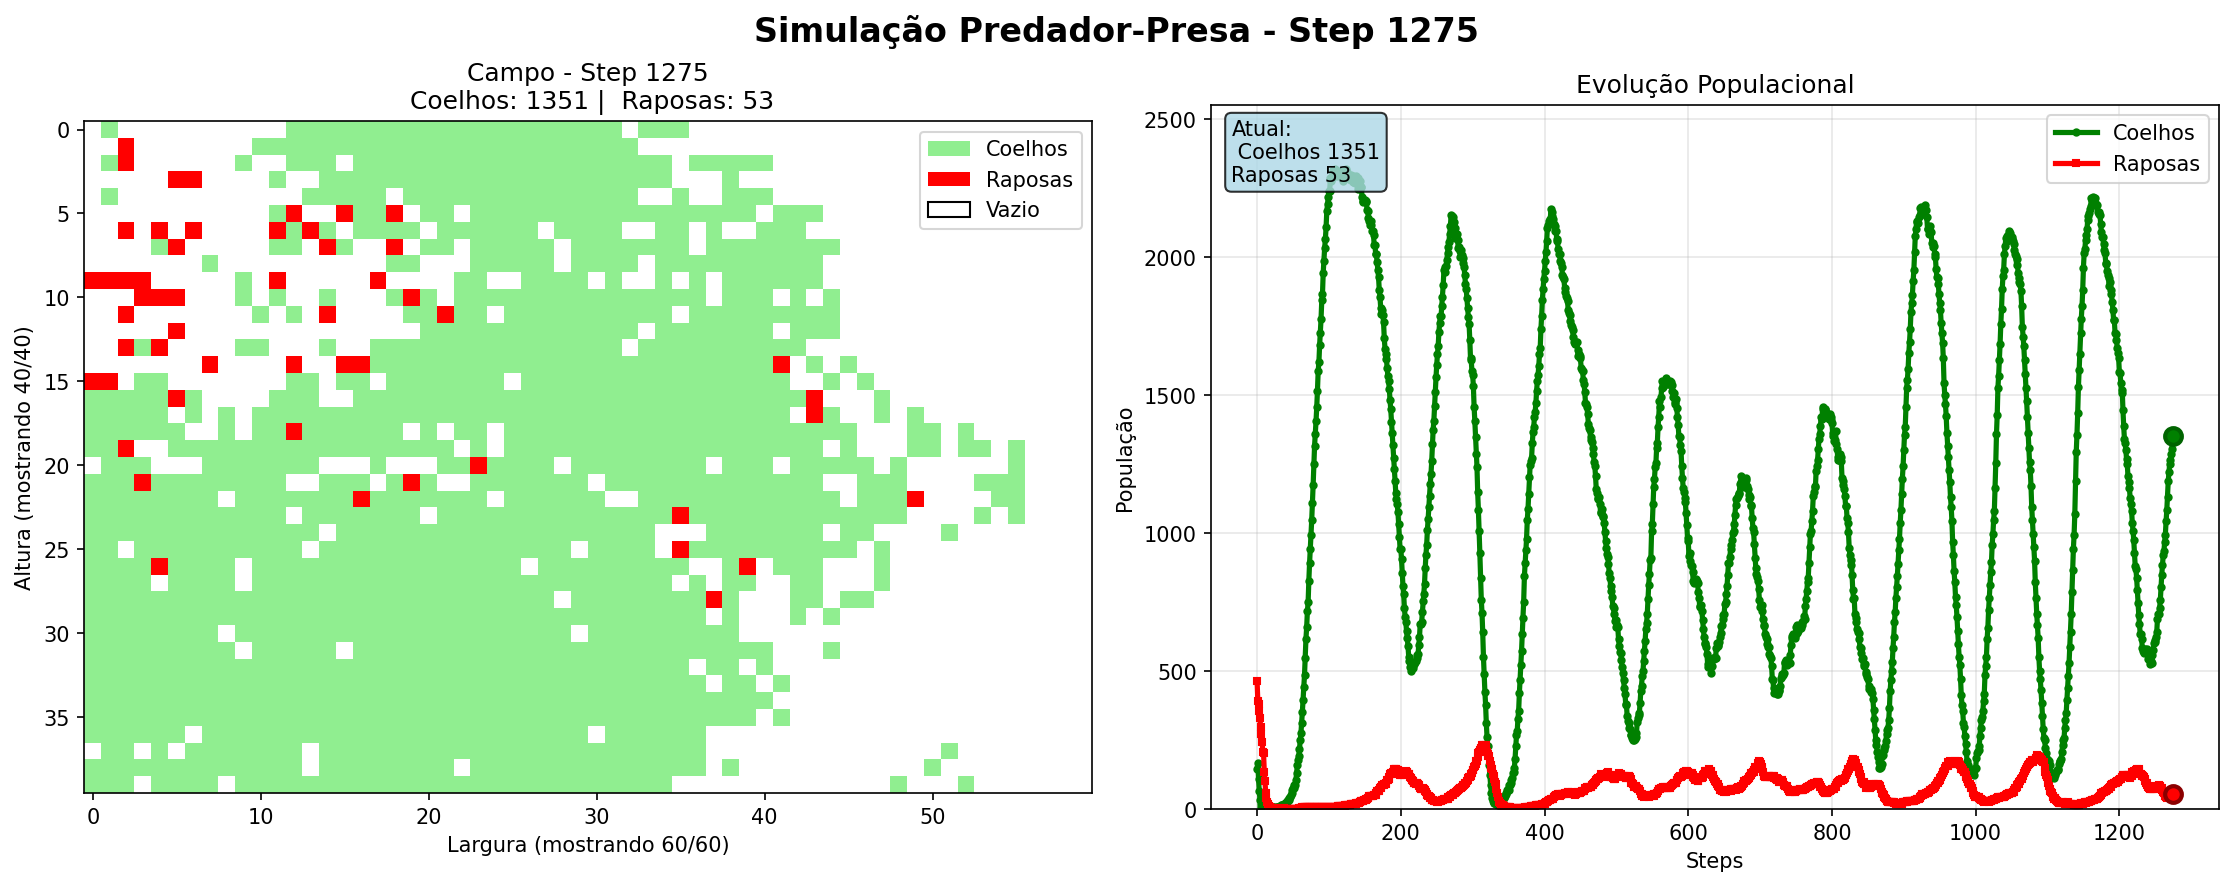 Simulação Predador-Presa - Step 1275
Campo - Step 1275
Coelhos: 1351 |  Raposas: 53
0
5
10
15
20
25
30
35
Altura (mostrando 40/40)
0
10
20
30
40
50
Largura (mostrando 60/60)
Coelhos
Raposas
Vazio
Evolução Populacional
Atual:
Coelhos 1351
Raposas 53
Coelhos
Raposas
2500
2000
1500
1000
500
0
População
0
200
400
600
800
1000
1200
Steps